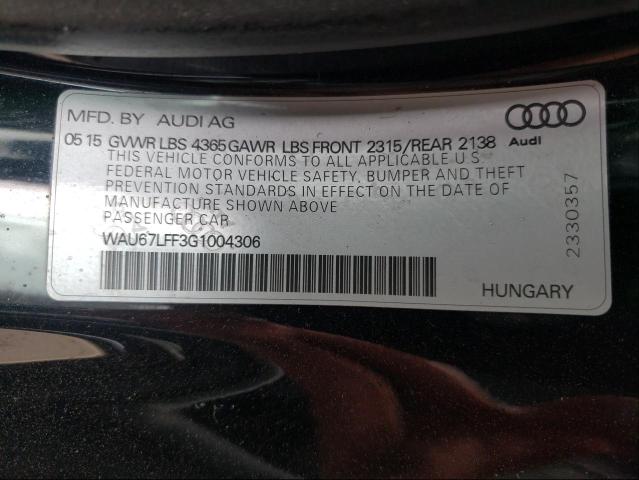 MFD. BY AUDI AG
05 15 GVWR LBS 4365 GAWR LBS FRONT 2315/REAR 2138
Audi
THIS VEHICLE CONFORMS TO ALL APPLICABLE U.S.
FEDERAL MOTOR VEHICLE SAFETY, BUMPER AND THEFT
PREVENTION STANDARDS IN EFFECT ON THE DATE OF
MANUFACTURE SHOWN ABOVE
PASSENGER CAR
WAU67LFF3G1004306
HUNGARY
2330357